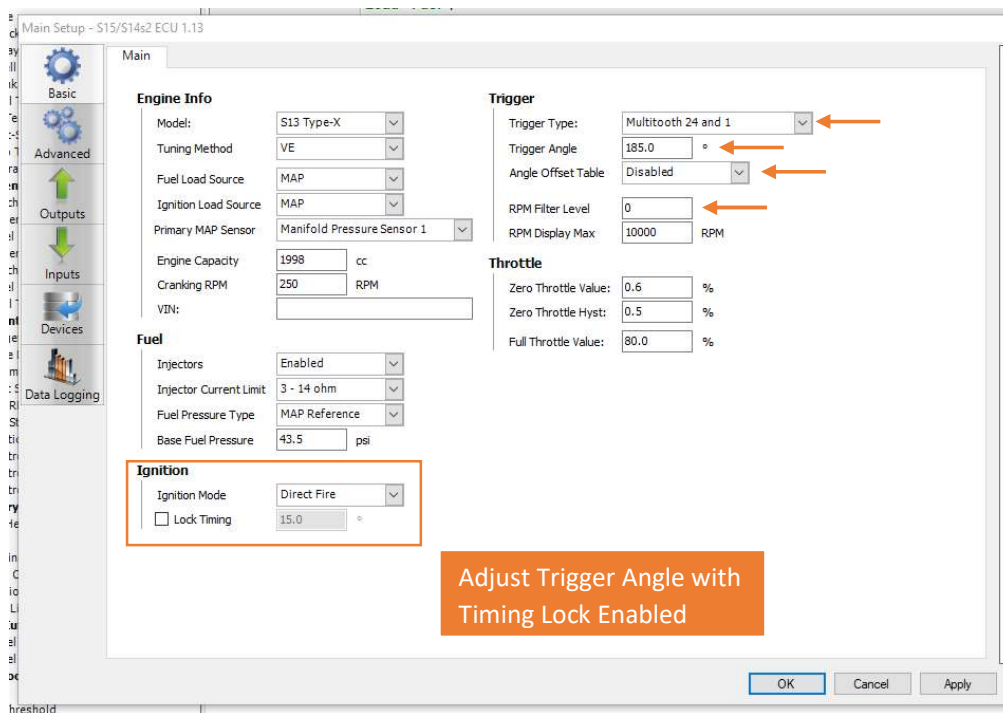 Main Setup - S15/S14s2 ECU 1.13
Basic
Advanced
Outputs
Inputs
Devices
Data Logging
Main
Engine Info
Model: S13 Type-X
Tuning Method VE
Fuel Load Source MAP
Ignition Load Source MAP
Primary MAP Sensor Manifold Pressure Sensor 1
Engine Capacity 1998 cc
Cranking RPM 250 RPM
VIN:
Fuel
Injectors Enabled
Injector Current Limit 3 - 14 ohm
Fuel Pressure Type MAP Reference
Base Fuel Pressure 43.5 psi
Ignition
Ignition Mode Direct Fire
Lock Timing 15.0 °
Trigger
Trigger Type: Multitooth 24 and 1
Trigger Angle 185.0 °
Angle Offset Table Disabled
RPM Filter Level 0
RPM Display Max 10000 RPM
Throttle
Zero Throttle Value: 0.6 %
Zero Throttle Hyst: 0.5 %
Full Throttle Value: 80.0 %
Adjust Trigger Angle with
Timing Lock Enabled
OK Cancel Apply